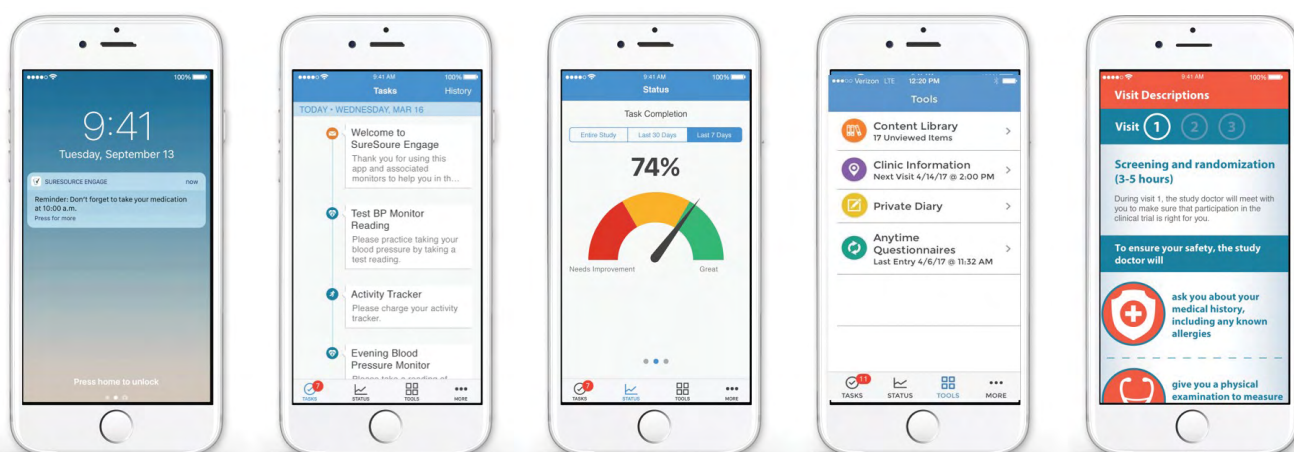 100%
9:41
Tuesday, September 13
SURESOURCE ENGAGE now
Reminder: Don't forget to take your medication
at 10:00 a.m.
Press for more
Press home to unlock
9:41 AM 100%
Tasks History
TODAY • WEDNESDAY, MAR 16
Welcome to
SureSoure Engage
Thank you for using this
app and associated
monitors to help you in th...
Test BP Monitor
Reading
Please practice taking your
blood pressure by taking a
test reading.
Activity Tracker
Please charge your activity
tracker.
Evening Blood
Pressure Monitor
Please take a reading of
7
TASKS STATUS TOOLS MORE
9:41 AM 100%
Status
Task Completion
Entire Study Last 30 Days Last 7 Days
74%
Needs Improvement Great
7
TASKS STATUS TOOLS MORE
Verizon LTE 12:20 PM
Tools
Content Library
17 Unviewed Items
Clinic Information
Next Visit 4/14/17 @ 2:00 PM
Private Diary
Anytime
Questionnaires
Last Entry 4/6/17 @ 11:32 AM
11
TASKS STATUS TOOLS MORE
9:41 AM 100%
Visit Descriptions
Visit 1 2 3
Screening and randomization
(3-5 hours)
During visit 1, the study doctor will meet with
you to make sure that participation in the
clinical trial is right for you.
To ensure your safety, the study
doctor will
ask you about your
medical history,
including any known
allergies
give you a physical
examination to measure